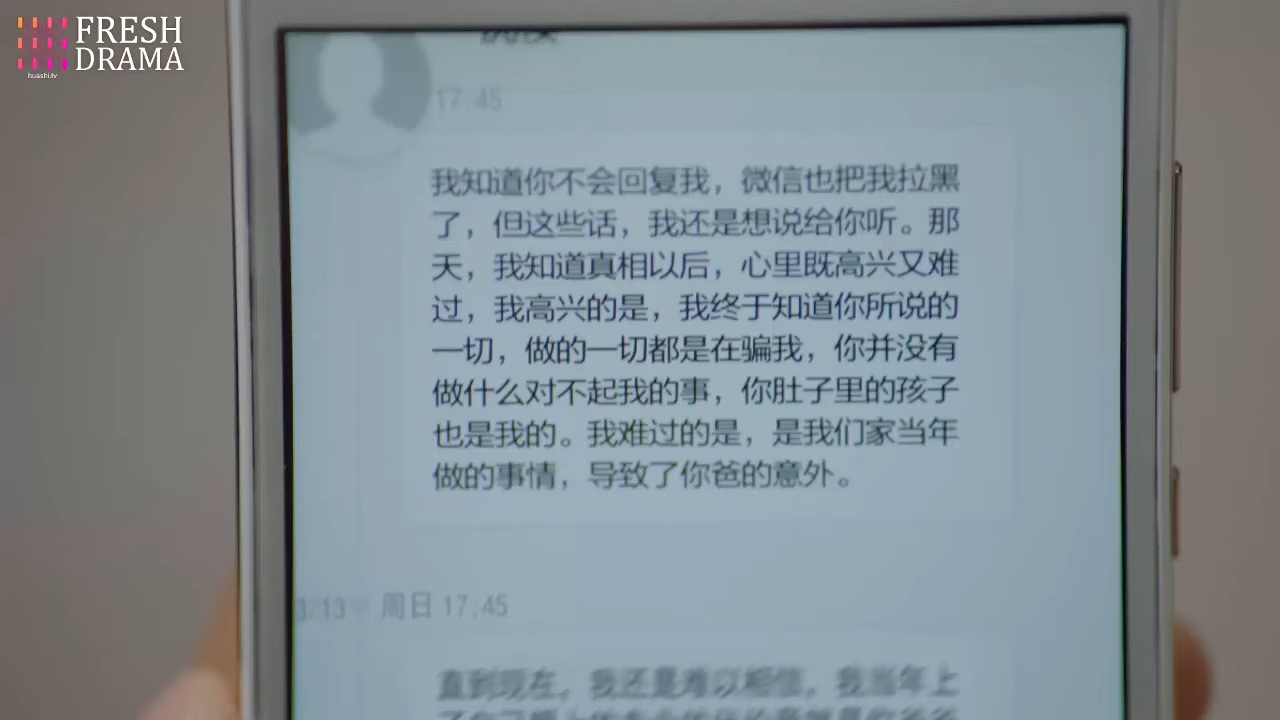 FRESH
DRAMA
huashi.tv
17:45
我知道你不会回复我，微信也把我拉黑
了，但这些话，我还是想说给你听。那
天，我知道真相以后，心里既高兴又难
过，我高兴的是，我终于知道你所说的
一切，做的一切都是在骗我，你并没有
做什么对不起我的事，你肚子里的孩子
也是我的。我难过的是，是我们家当年
做的事情，导致了你爸的意外。
/13 周日 17:45
直到现在，我还是难以相信，我当年上